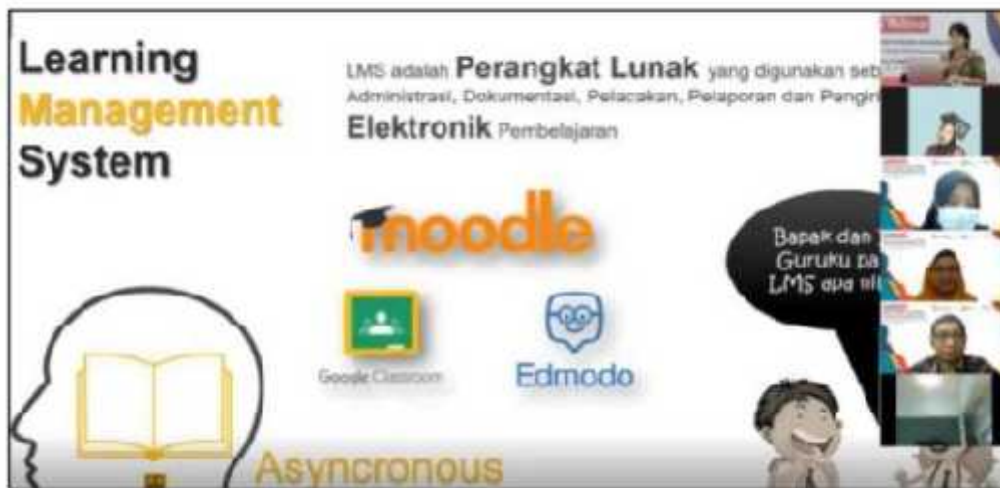 Learning
Management
System
LMS adalah Perangkat Lunak yang digunakan seb
Administrasi, Dokumentasi, Pelacakan, Pelaporan dan Pengiri
Elektronik Pembelajaran
moodle
Google Classroom
Edmodo
Bapak dan
Guruku pa
LMS apa
Asyncronous